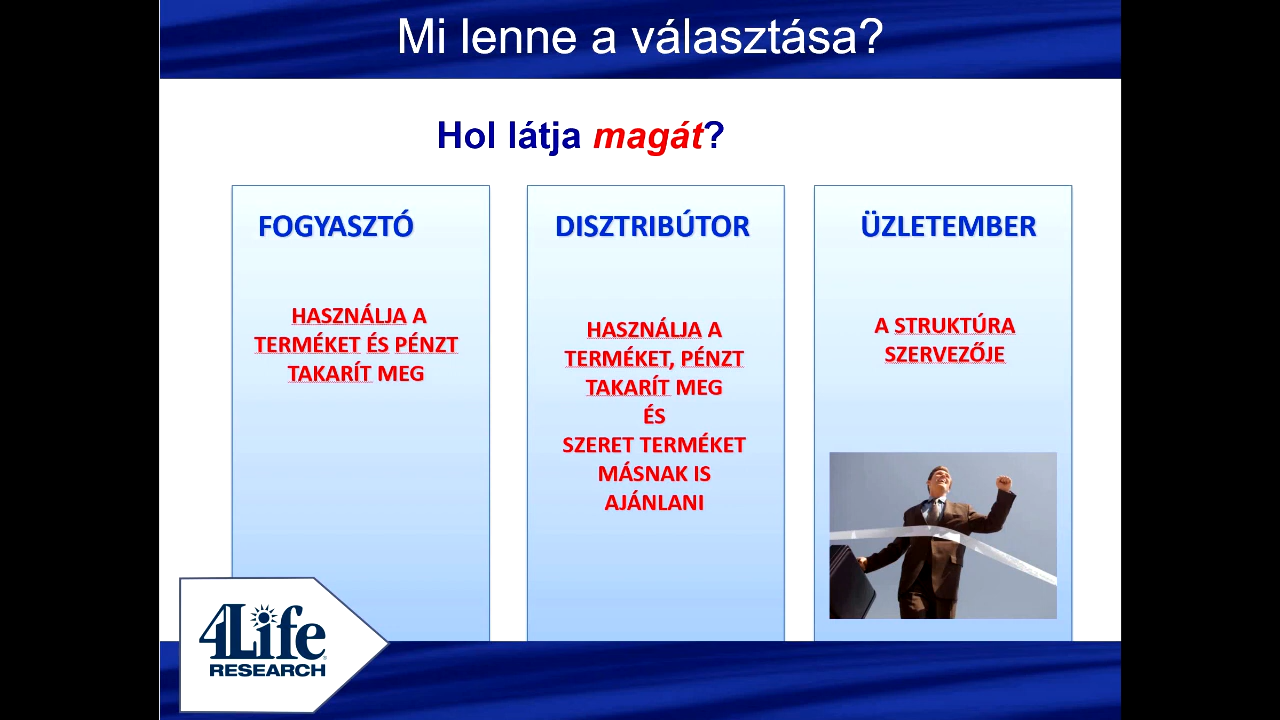 Mi lenne a választása?
Hol látja magát?
FOGYASZTÓ
HASZNÁLJA A
TERMÉKET ÉS PÉNZT
TAKARÍT MEG
DISZTRIBÚTOR
HASZNÁLJA A
TERMÉKET, PÉNZT
TAKARÍT MEG
ÉS
SZERET TERMÉKET
MÁSNAK IS
AJÁNLANI
ÜZLETEMBER
A STRUKTÚRA
SZERVEZŐJE
4Life
RESEARCH